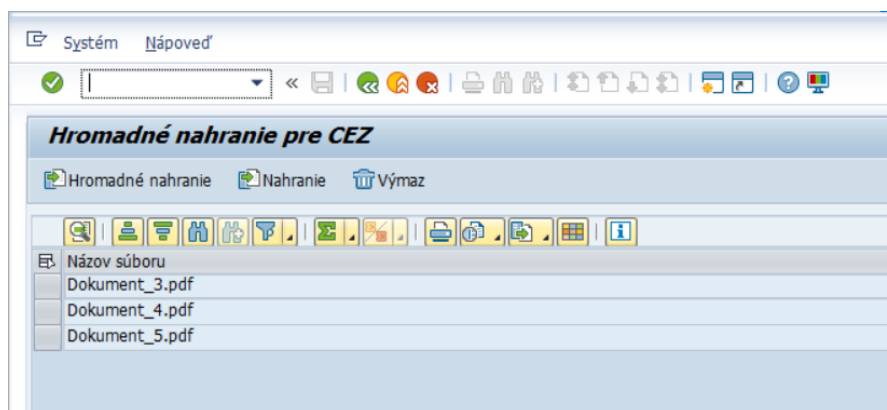 Systém Nápoveď
Hromadné nahranie pre CEZ
Hromadné nahranie Nahranie Výmaz
Názov súboru
Dokument_3.pdf
Dokument_4.pdf
Dokument_5.pdf